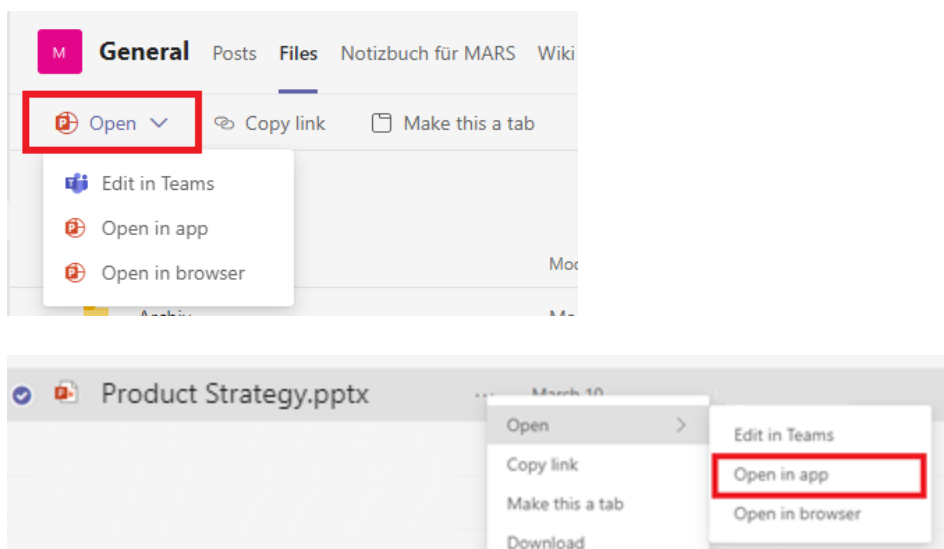 M General Posts Files Notizbuch für MARS Wiki
Open Copy link Make this a tab
Edit in Teams
Open in app
Open in browser
Product Strategy.pptx ... March 10
Open
Edit in Teams
Copy link
Open in app
Make this a tab
Open in browser
Download